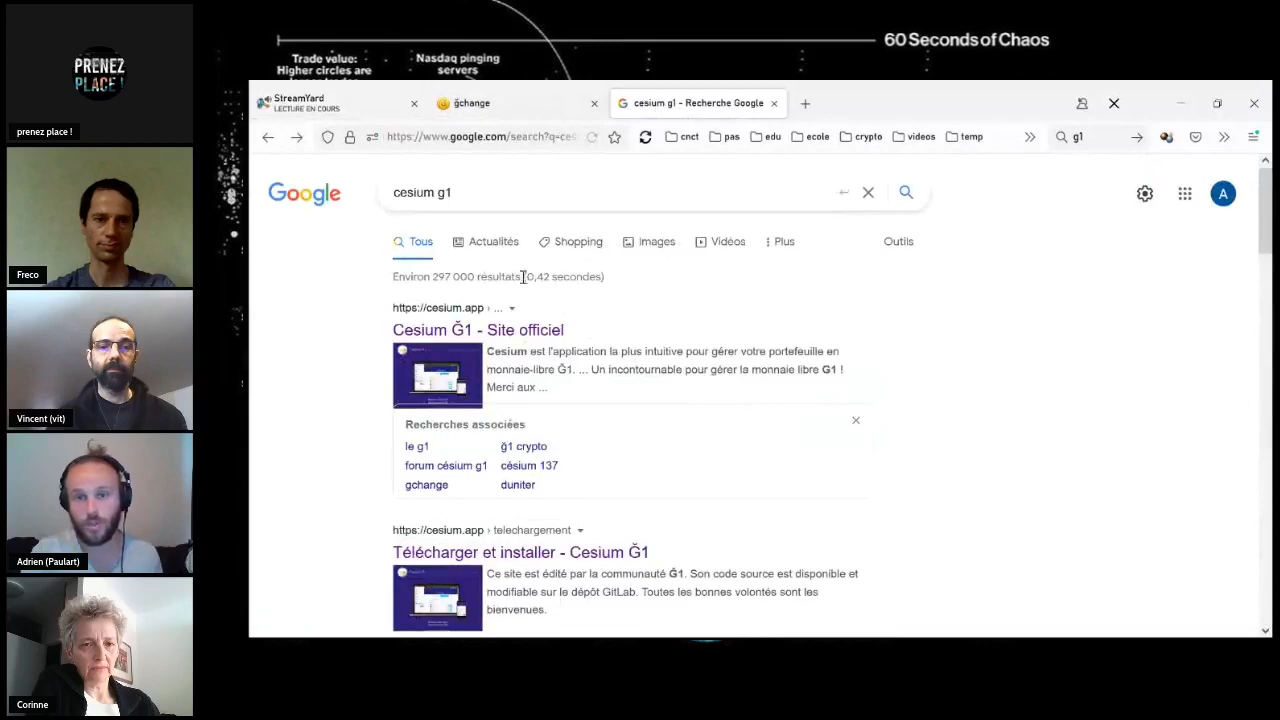 PRENEZ
PLACE !
prenez place !
Freco
Vincent (vit)
Adrien (Paulart)
Corinne
60 Seconds of Chaos
Trade value:
Higher circles are
Nasdaq pinging
servers
StreamYard
LECTURE EN COURS
ğchange
cesium g1 - Recherche Google
https://www.google.com/search?q=ces
cnct
pas
edu
ecole
crypto
videos
temp
g1
Google
cesium g1
A
Tous
Actualités
Shopping
Images
Vidéos
Plus
Outils
Environ 297 000 résultats (0,42 secondes)
https://cesium.app › ...
Cesium Ğ1 - Site officiel
Cesium est l'application la plus intuitive pour gérer votre portefeuille en
monnaie-libre Ğ1. ... Un incontournable pour gérer la monnaie libre G1 !
Merci aux ...
Recherches associées
le g1
ğ1 crypto
forum césium g1
césium 137
gchange
duniter
https://cesium.app › telechargement
Télécharger et installer - Cesium Ğ1
Ce site est édité par la communauté Ğ1. Son code source est disponible et
modifiable sur le dépôt GitLab. Toutes les bonnes volontés sont les
bienvenues.